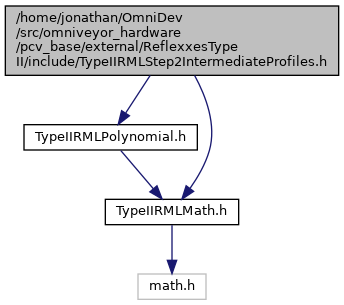 /home/jonathan/OmniDev
/src/omniveyor_hardware
/pcv_base/external/ReflexxesType
II/include/TypeIIRMLStep2IntermediateProfiles.h
TypeIIRMLPolynomial.h
TypeIIRMLMath.h
math.h